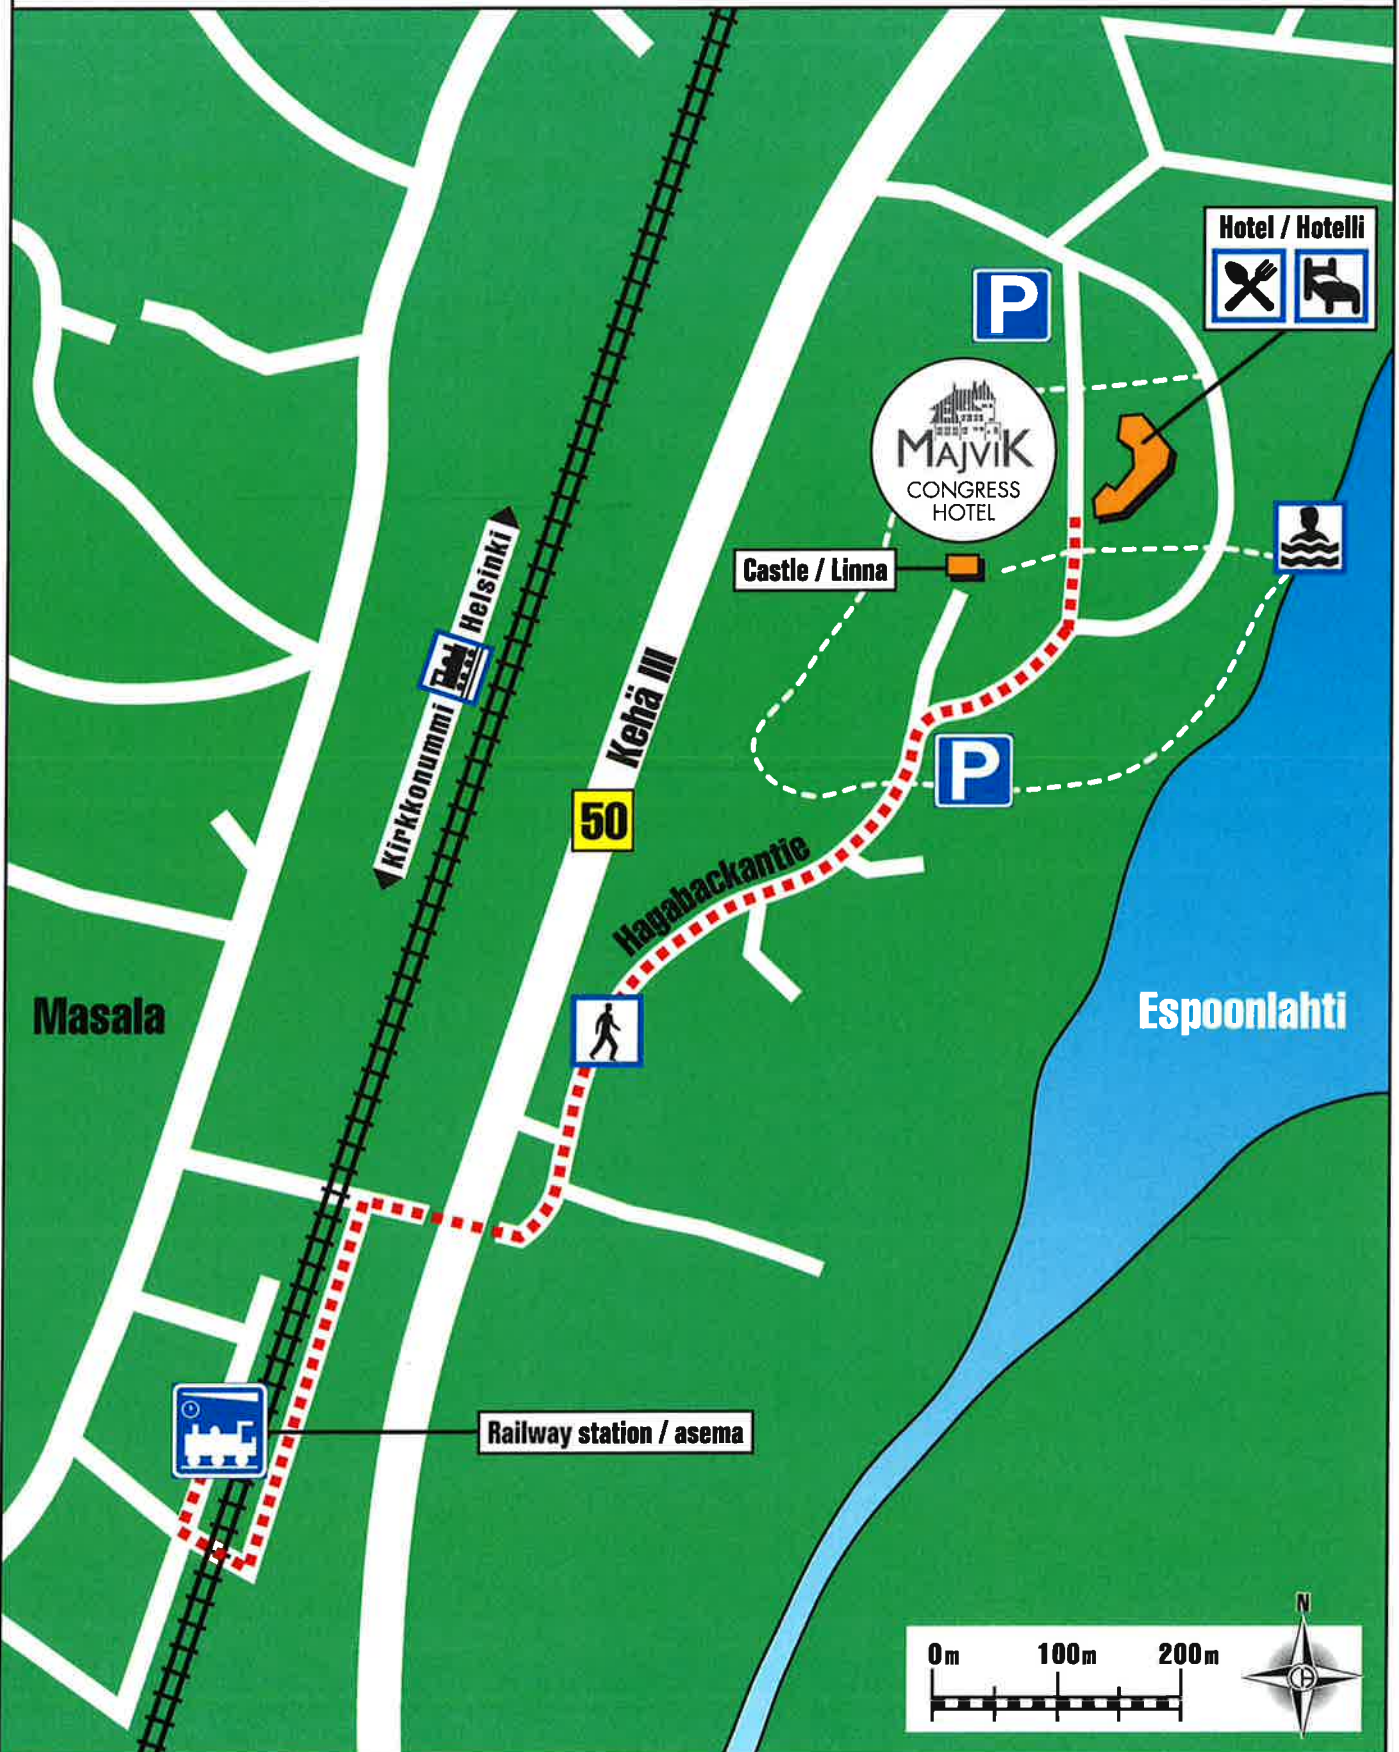 Hotel / Hotelli
P
MAJVIK
CONGRESS
HOTEL
Castle / Linna
Helsinki
Kirkkonummi
Kehä III
P
50
Hagabackantie
Masala
Espoonlahti
Railway station / asema
N
0m 100m 200m